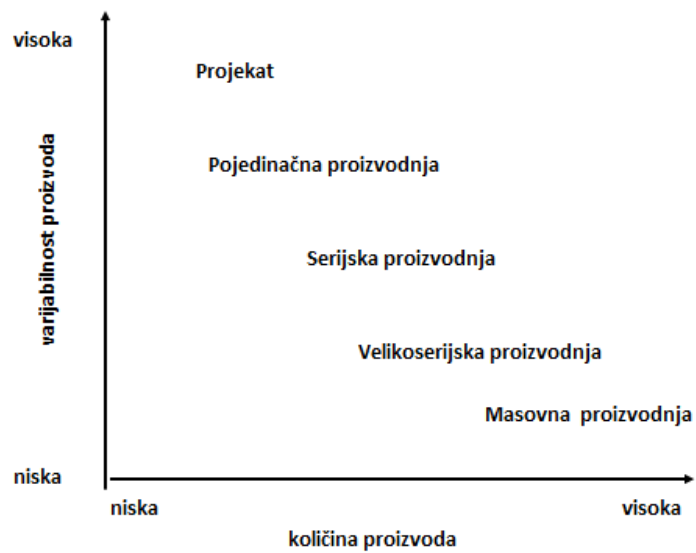 visoka
Projekat
varijabilnost proizvoda
Pojedinačna proizvodnja
Serijska proizvodnja
Velikoserijska proizvodnja
Masovna proizvodnja
niska
niska
visoka
količina proizvoda